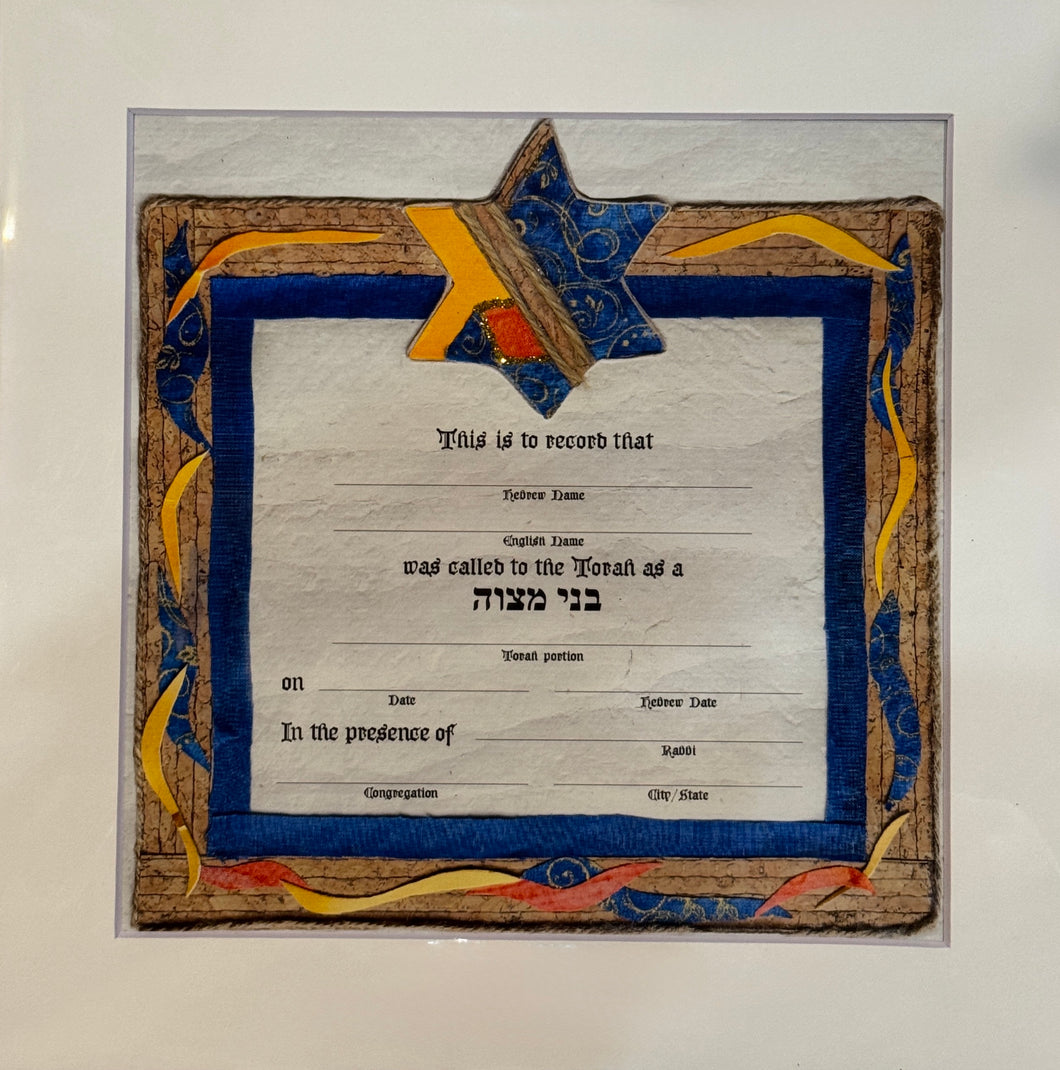 This is to record that
Hebrew Name
English Name
was called to the Torah as a
בני מצוה
Torah portion
on
Date Hebrew Date
In the presence of
Rabbi
Congregation City/State